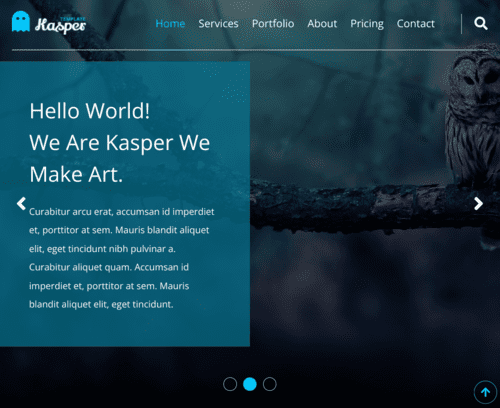 TEMPLATE
Kasper
Home Services Portfolio About Pricing Contact
Hello World!
We Are Kasper We
Make Art.
Curabitur arcu erat, accumsan id imperdiet
et, porttitor at sem. Mauris blandit aliquet
elit, eget tincidunt nibh pulvinar a.
Curabitur aliquet quam. Accumsan id
imperdiet et, porttitor at sem. Mauris
blandit aliquet elit, eget tincidunt.